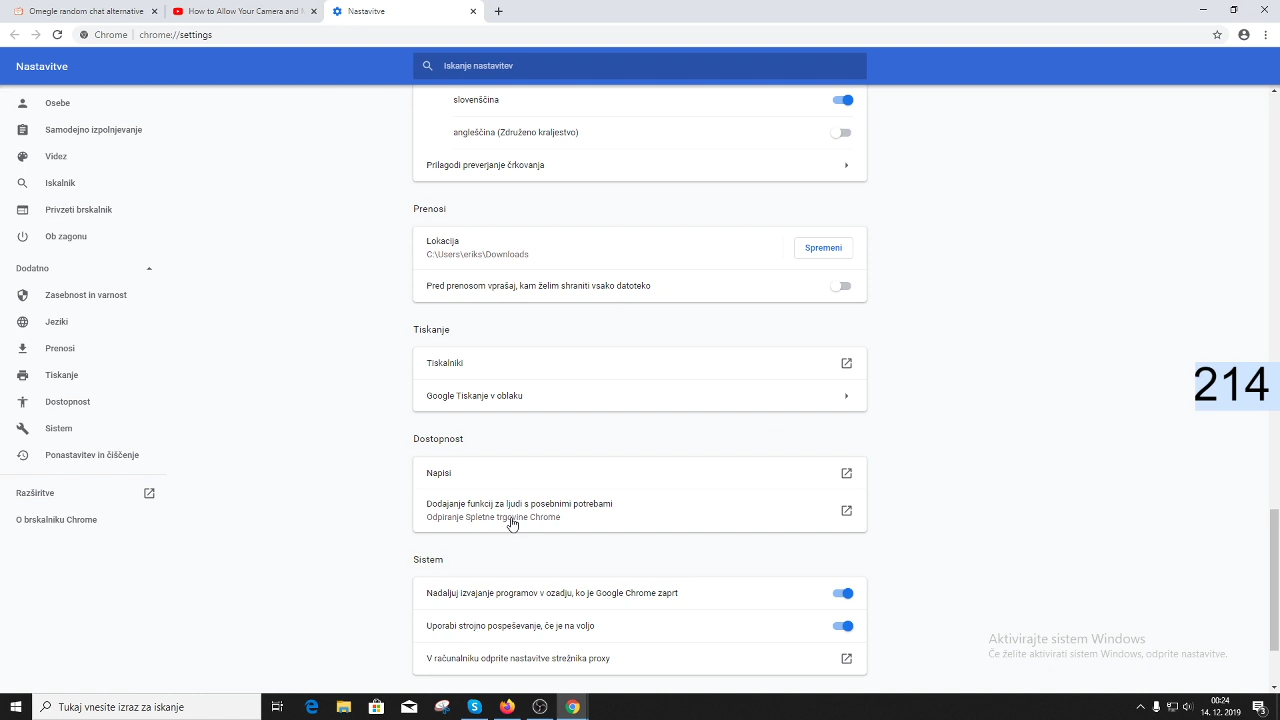 Omegle random chat alternative
How to Allow Your Camera and M
Nastavitve
Chrome | chrome://settings
Nastavitve
Iskanje nastavitev
Osebe
Samodejno izpolnjevanje
Videz
Iskalnik
Privzeti brskalnik
Ob zagonu
Dodatno
Zasebnost in varnost
Jeziki
Prenosi
Tiskanje
Dostopnost
Sistem
Ponastavitev in čiščenje
Razširitve
O brskalniku Chrome
slovenščina
angleščina (Združeno kraljestvo)
Prilagodi preverjanje črkovanja
Prenosi
Lokacija
C:\Users\eriks\Downloads
Spremeni
Pred prenosom vprašaj, kam želim shraniti vsako datoteko
Tiskanje
Tiskalniki
Google Tiskanje v oblaku
Dostopnost
Napisi
Dodajanje funkcij za ljudi s posebnimi potrebami
Odpiranje Spletne trgovine Chrome
Sistem
Nadaljuj izvajanje programov v ozadju, ko je Google Chrome zaprt
Uporabi strojno pospeševanje, če je na voljo
V računalniku odprite nastavitve strežnika proxy
214
Aktivirajte sistem Windows
Če želite aktivirati sistem Windows, odprite nastavitve.
Tukaj vnesite izraz za iskanje
00:24
14. 12. 2019